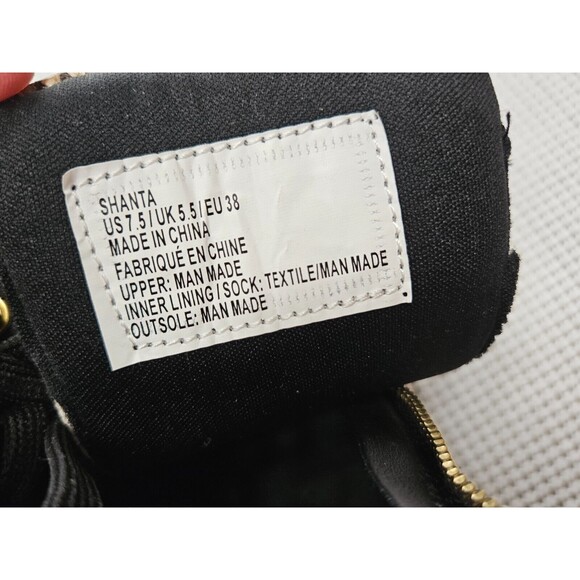 SHANTA
US 7.5 / UK 5.5 / EU 38
MADE IN CHINA
FABRIQUÉ EN CHINE
UPPER: MAN MADE
INNER LINING / SOCK: TEXTILE/MAN MADE
OUTSOLE: MAN MADE